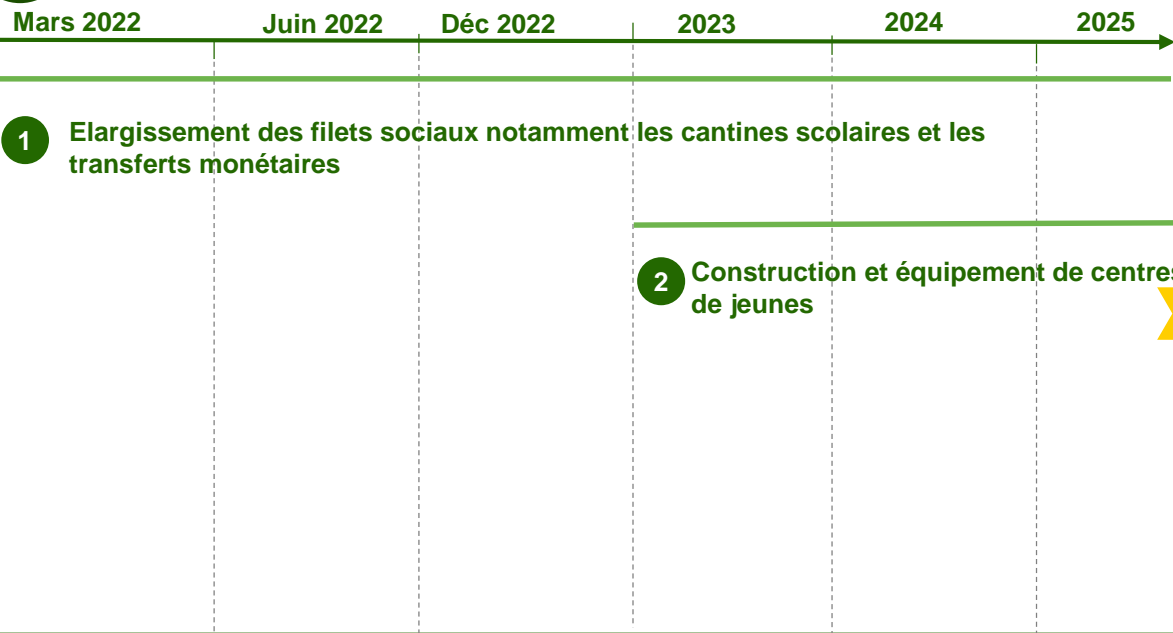 Mars 2022 Juin 2022 Déc 2022 2023 2024 2025
1 Elargissement des filets sociaux notamment les cantines scolaires et les
transferts monétaires
2 Construction et équipement de centres
de jeunes